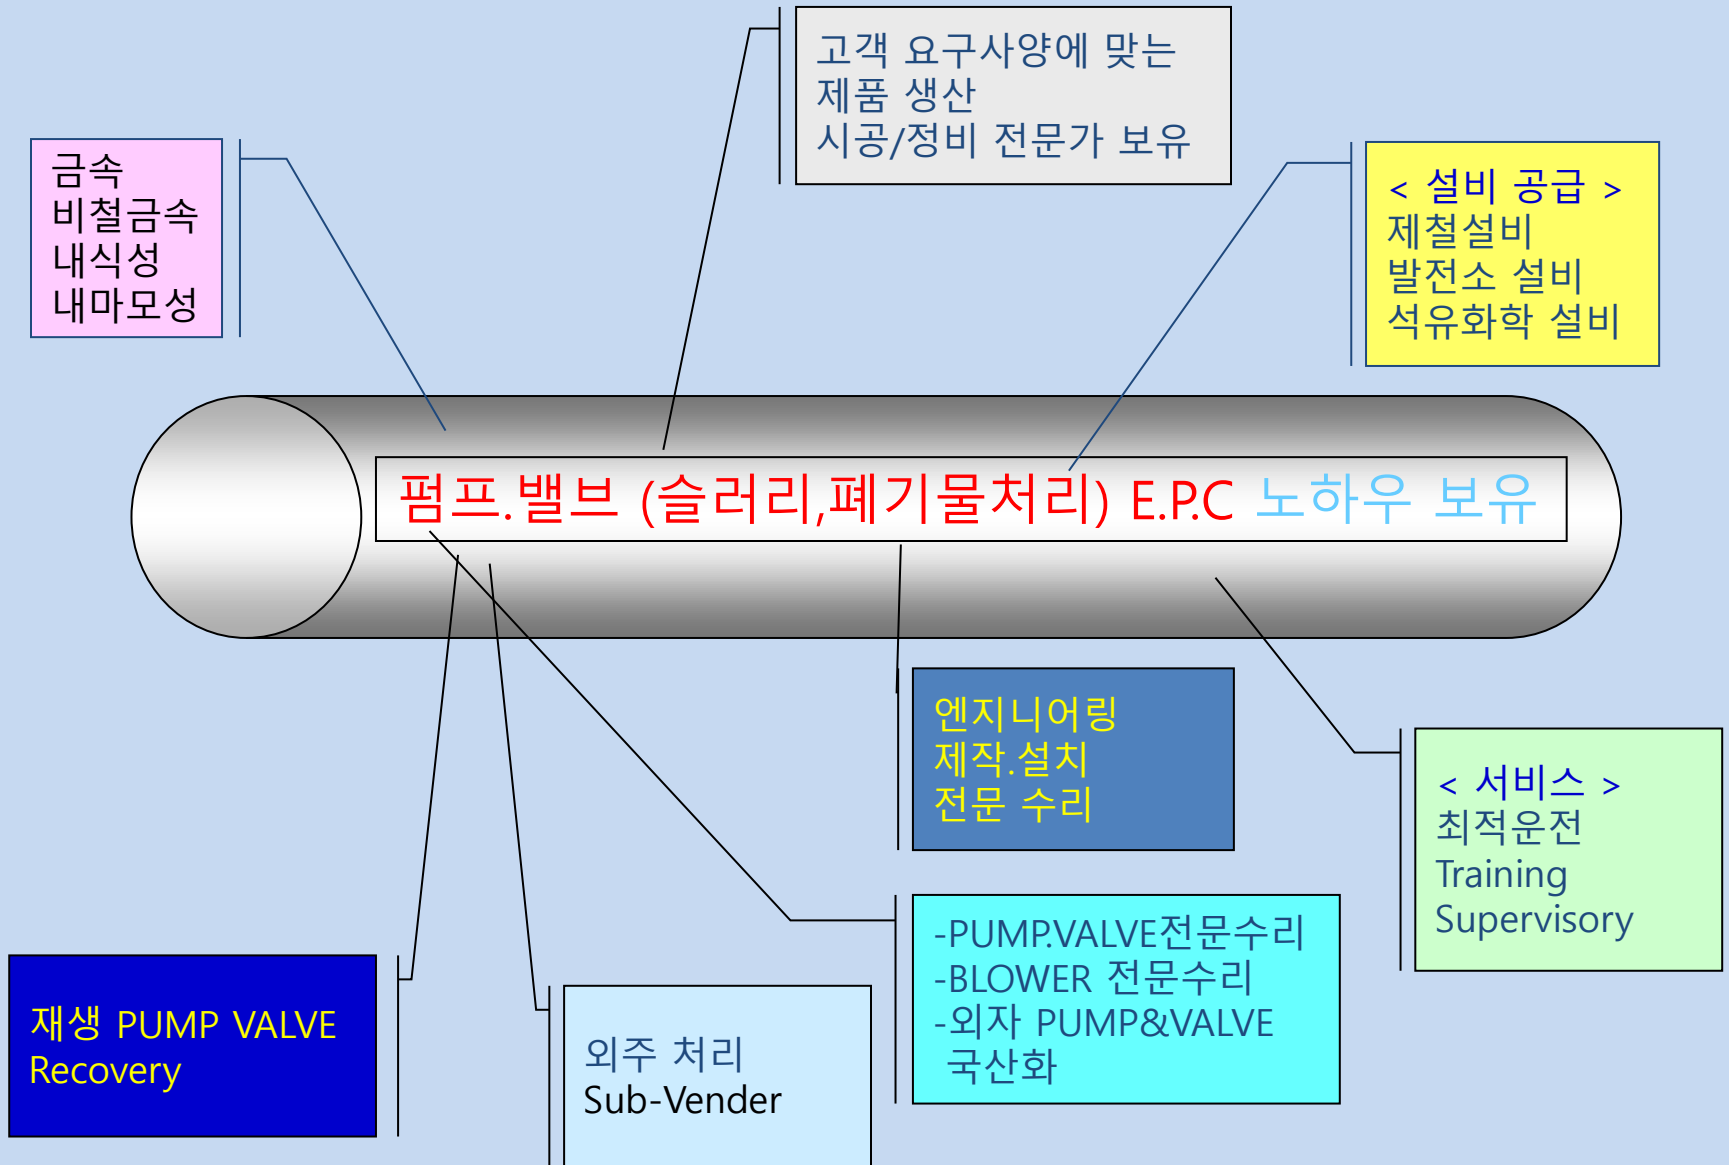 고객 요구사양에 맞는
제품 생산
시공/정비 전문가 보유
금속
비철금속
내식성
내마모성
< 설비 공급 >
제철설비
발전소 설비
석유화학 설비
펌프.밸브 (슬러리,폐기물처리) E.P.C 노하우 보유
엔지니어링
제작.설치
전문 수리
< 서비스 >
최적운전
Training
Supervisory
-PUMP.VALVE전문수리
-BLOWER 전문수리
-외자 PUMP&VALVE
국산화
재생 PUMP VALVE
Recovery
외주 처리
Sub-Vender